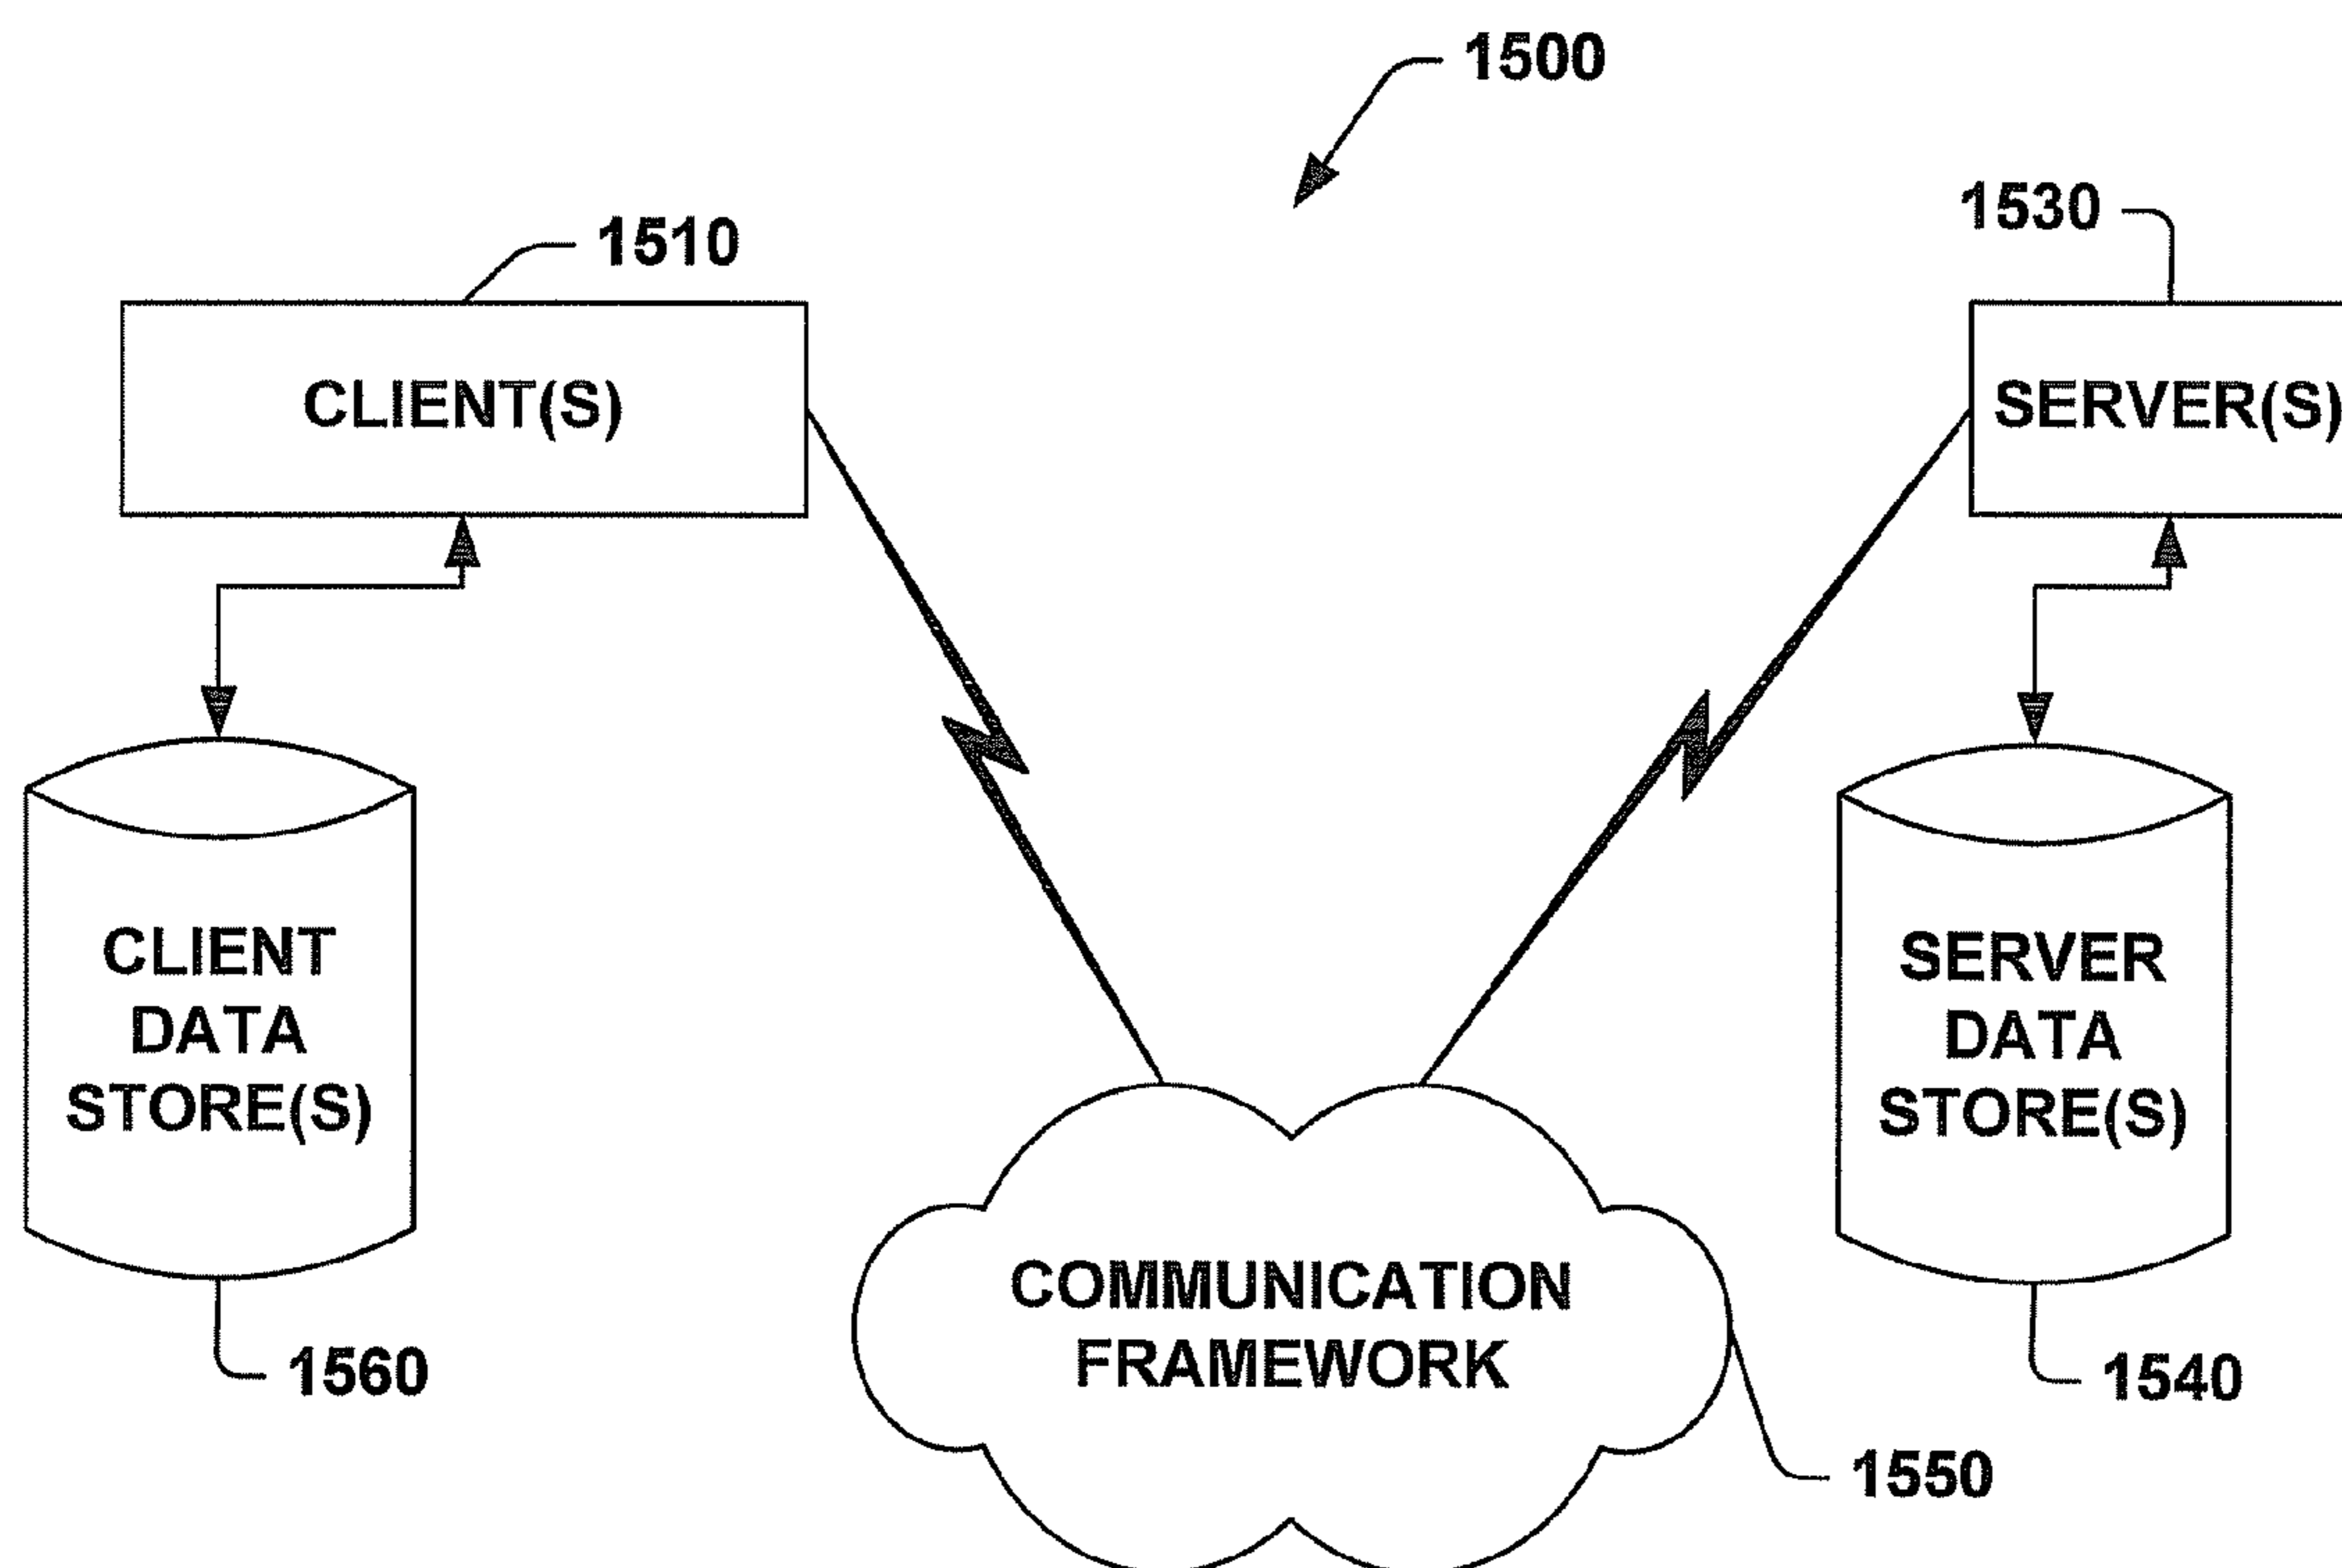 1500
1510
1530
CLIENT(S)
SERVER(S)
CLIENT
DATA
STORE(S)
SERVER
DATA
STORE(S)
COMMUNICATION
FRAMEWORK
1560
1540
1550